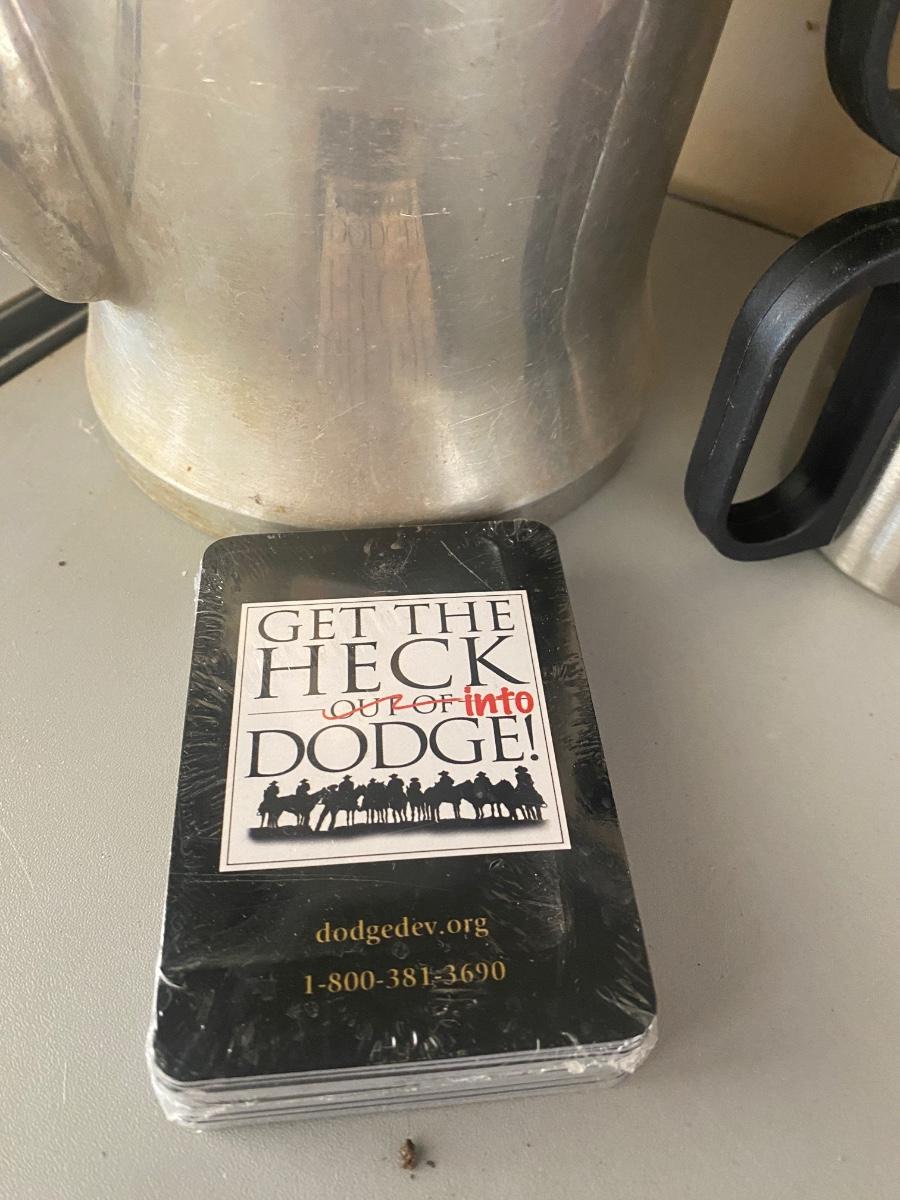 GET THE
HECK
OUT OF into
DODGE!
dodgedev.org
1-800-381-3690